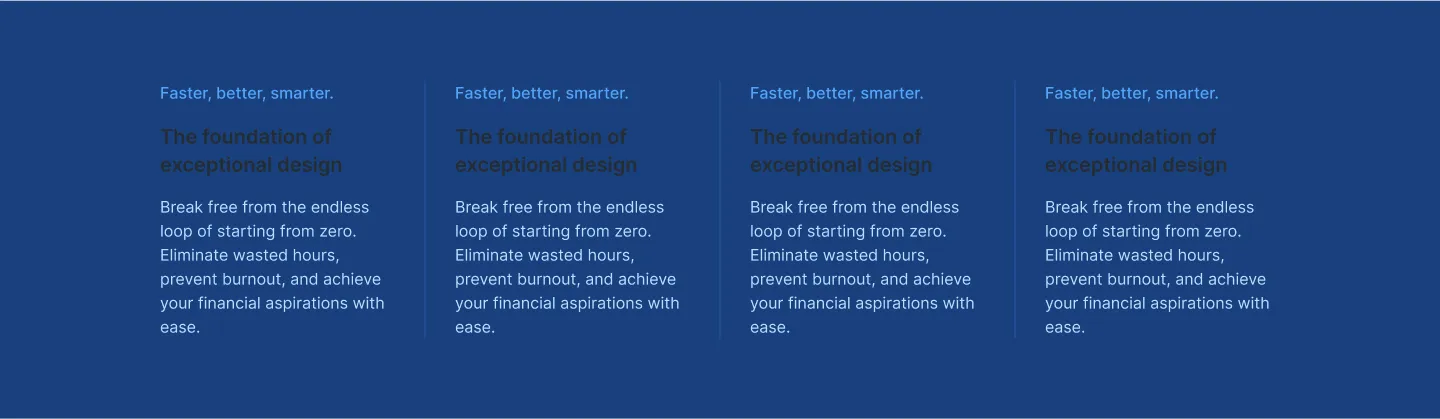 Faster, better, smarter.
The foundation of
exceptional design
Break free from the endless
loop of starting from zero.
Eliminate wasted hours,
prevent burnout, and achieve
your financial aspirations with
ease.
Faster, better, smarter.
The foundation of
exceptional design
Break free from the endless
loop of starting from zero.
Eliminate wasted hours,
prevent burnout, and achieve
your financial aspirations with
ease.
Faster, better, smarter.
The foundation of
exceptional design
Break free from the endless
loop of starting from zero.
Eliminate wasted hours,
prevent burnout, and achieve
your financial aspirations with
ease.
Faster, better, smarter.
The foundation of
exceptional design
Break free from the endless
loop of starting from zero.
Eliminate wasted hours,
prevent burnout, and achieve
your financial aspirations with
ease.